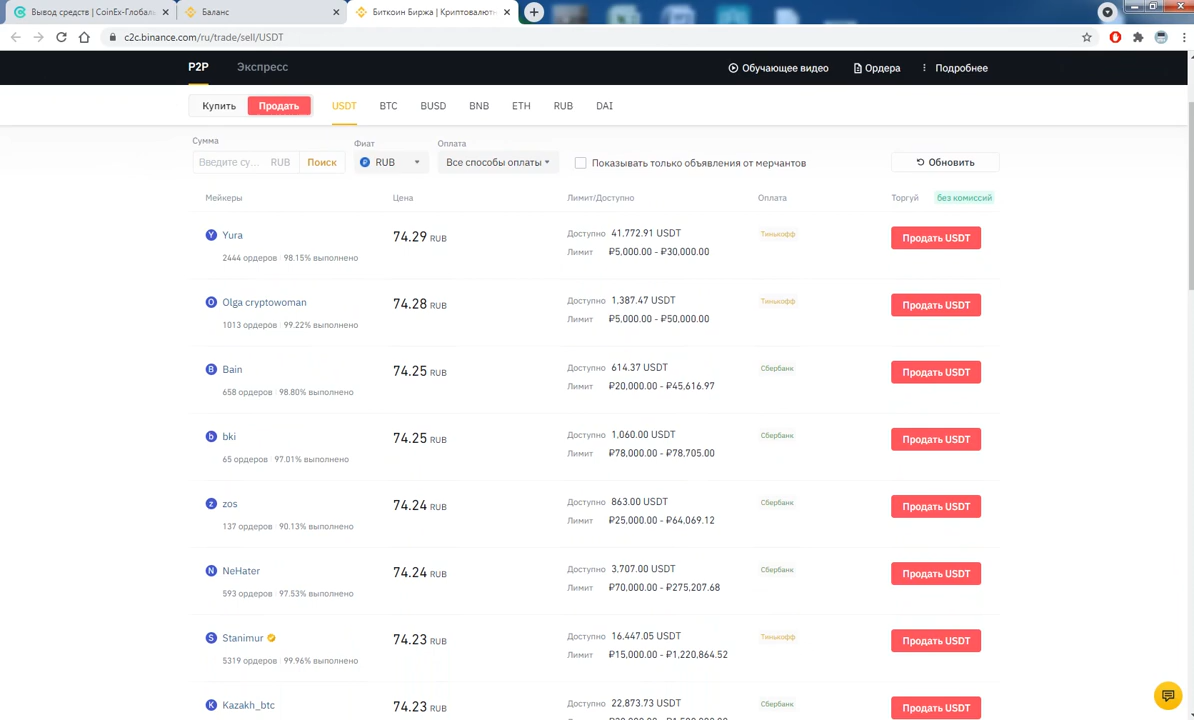 Вывод средств | CoinEx-Глобаль
Баланс
Биткоин Биржа | Криптовалютн
c2c.binance.com/ru/trade/sell/USDT
P2P Экспресс Обучающее видео Ордера Подробнее
Купить Продать USDT BTC BUSD BNB ETH RUB DAI
Сумма Фиат Оплата
Введите су... RUB Поиск RUB Все способы оплаты Показывать только объявления от мерчантов Обновить
Мейкеры Цена Лимит/Доступно Оплата Торгуй без комиссий
Y Yura 74.29 RUB Доступно 41,772.91 USDT Тинькофф Продать USDT
2444 ордеров 98.15% выполнено Лимит ₽5,000.00 - ₽30,000.00
O Olga cryptowoman 74.28 RUB Доступно 1,387.47 USDT Тинькофф Продать USDT
1013 ордеров 99.22% выполнено Лимит ₽5,000.00 - ₽50,000.00
B Bain 74.25 RUB Доступно 614.37 USDT Сбербанк Продать USDT
658 ордеров 98.80% выполнено Лимит ₽20,000.00 - ₽45,616.97
b bki 74.25 RUB Доступно 1,060.00 USDT Сбербанк Продать USDT
65 ордеров 97.01% выполнено Лимит ₽78,000.00 - ₽78,705.00
z zos 74.24 RUB Доступно 863.00 USDT Сбербанк Продать USDT
137 ордеров 90.13% выполнено Лимит ₽25,000.00 - ₽64,069.12
N NeHater 74.24 RUB Доступно 3,707.00 USDT Сбербанк Продать USDT
593 ордеров 97.53% выполнено Лимит ₽70,000.00 - ₽275,207.68
S Stanimur 74.23 RUB Доступно 16,447.05 USDT Тинькофф Продать USDT
5319 ордеров 99.96% выполнено Лимит ₽15,000.00 - ₽1,220,864.52
K Kazakh_btc 74.23 RUB Доступно 22,873.73 USDT Сбербанк Продать USDT